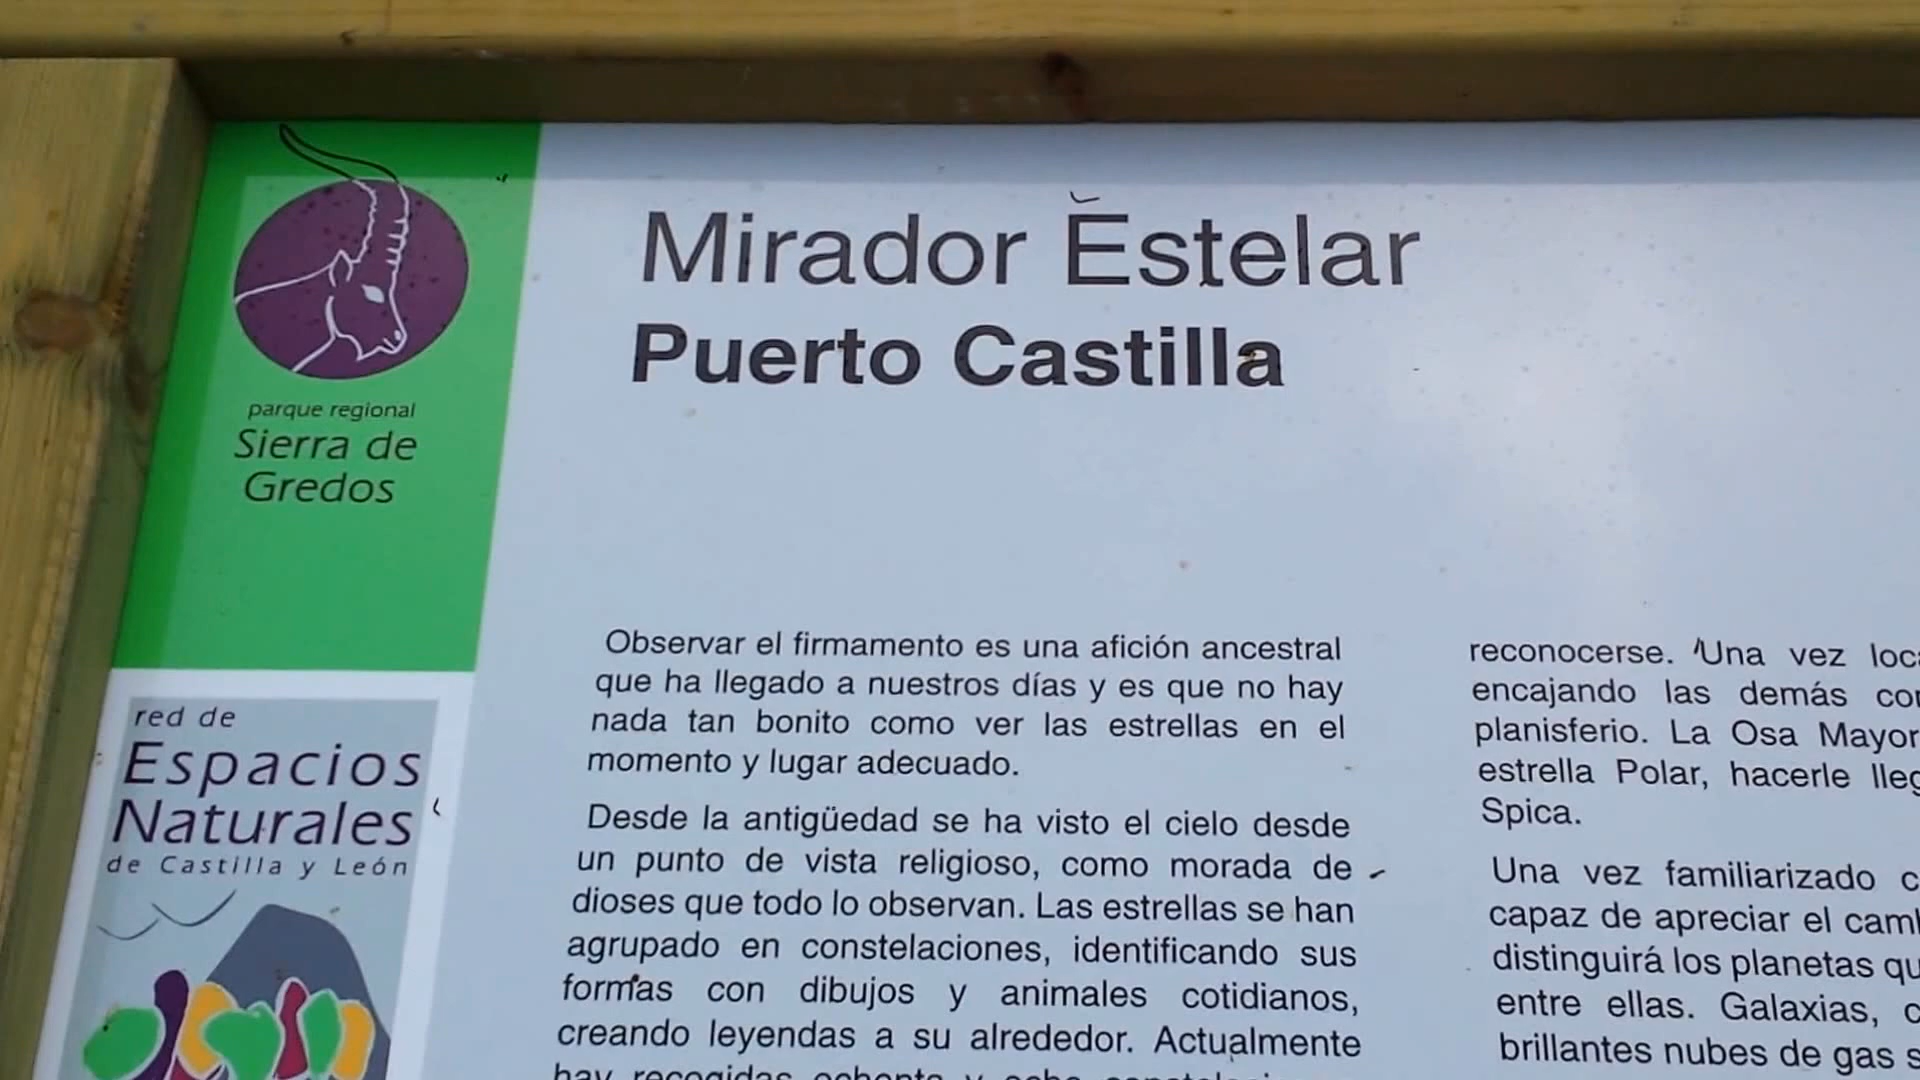 Mirador Estelar
Puerto Castilla
parque regional
Sierra de
Gredos
red de
Espacios
Naturales
de Castilla y León
Observar el firmamento es una afición ancestral
que ha llegado a nuestros días y es que no hay
nada tan bonito como ver las estrellas en el
momento y lugar adecuado.
Desde la antigüedad se ha visto el cielo desde
un punto de vista religioso, como morada de
dioses que todo lo observan. Las estrellas se han
agrupado en constelaciones, identificando sus
formas con dibujos y animales cotidianos,
creando leyendas a su alrededor. Actualmente
hay recogidas ochenta y ocho
reconocerse. Una vez
encajando las demás
planisferio. La Osa Mayor
estrella Polar, hacerle
Spica.
Una vez familiarizado
capaz de apreciar el
distinguirá los planetas
entre ellas. Galaxias,
brillantes nubes de gas